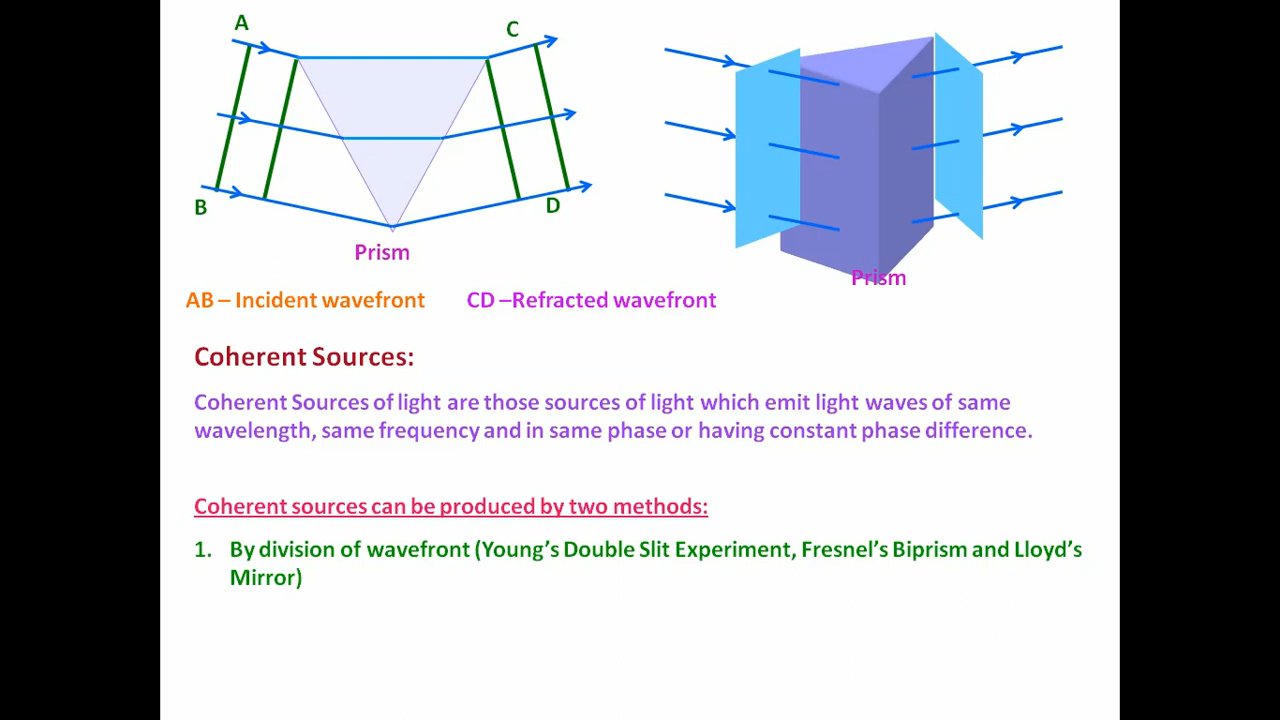 A
C
B
D
Prism
Prism
AB – Incident wavefront
CD –Refracted wavefront
Coherent Sources:
Coherent Sources of light are those sources of light which emit light waves of same
wavelength, same frequency and in same phase or having constant phase difference.
Coherent sources can be produced by two methods:
1. By division of wavefront (Young’s Double Slit Experiment, Fresnel’s Biprism and Lloyd’s
Mirror)